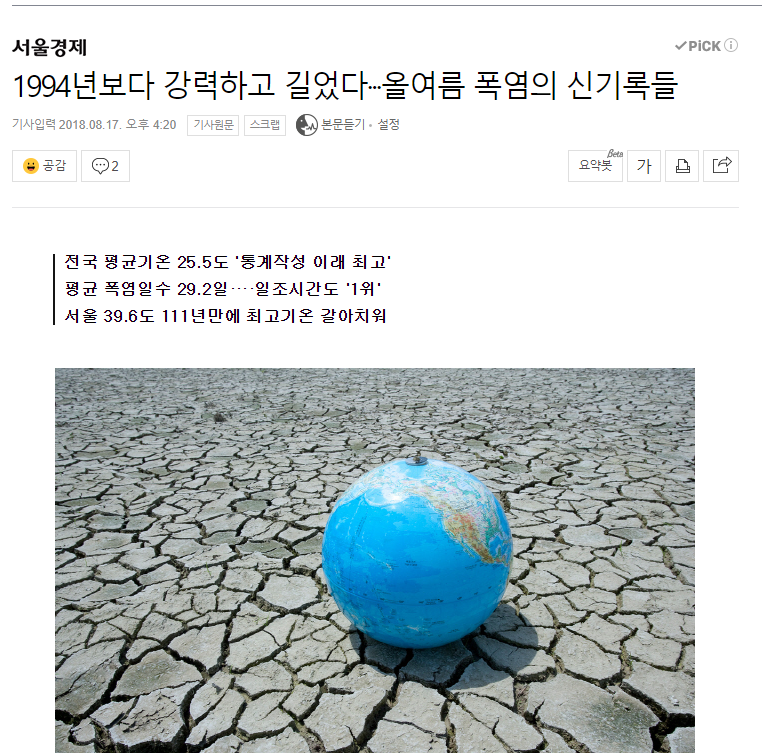 서울경제
✓PiCK ⓘ
1994년보다 강력하고 길었다…올여름 폭염의 신기록들
기사입력 2018.08.17. 오후 4:20 기사원문 스크랩 본문듣기 · 설정
공감 2 요약봇 Beta 가
전국 평균기온 25.5도 '통계작성 이래 최고'
평균 폭염일수 29.2일····일조시간도 '1위'
서울 39.6도 111년만에 최고기온 갈아치워